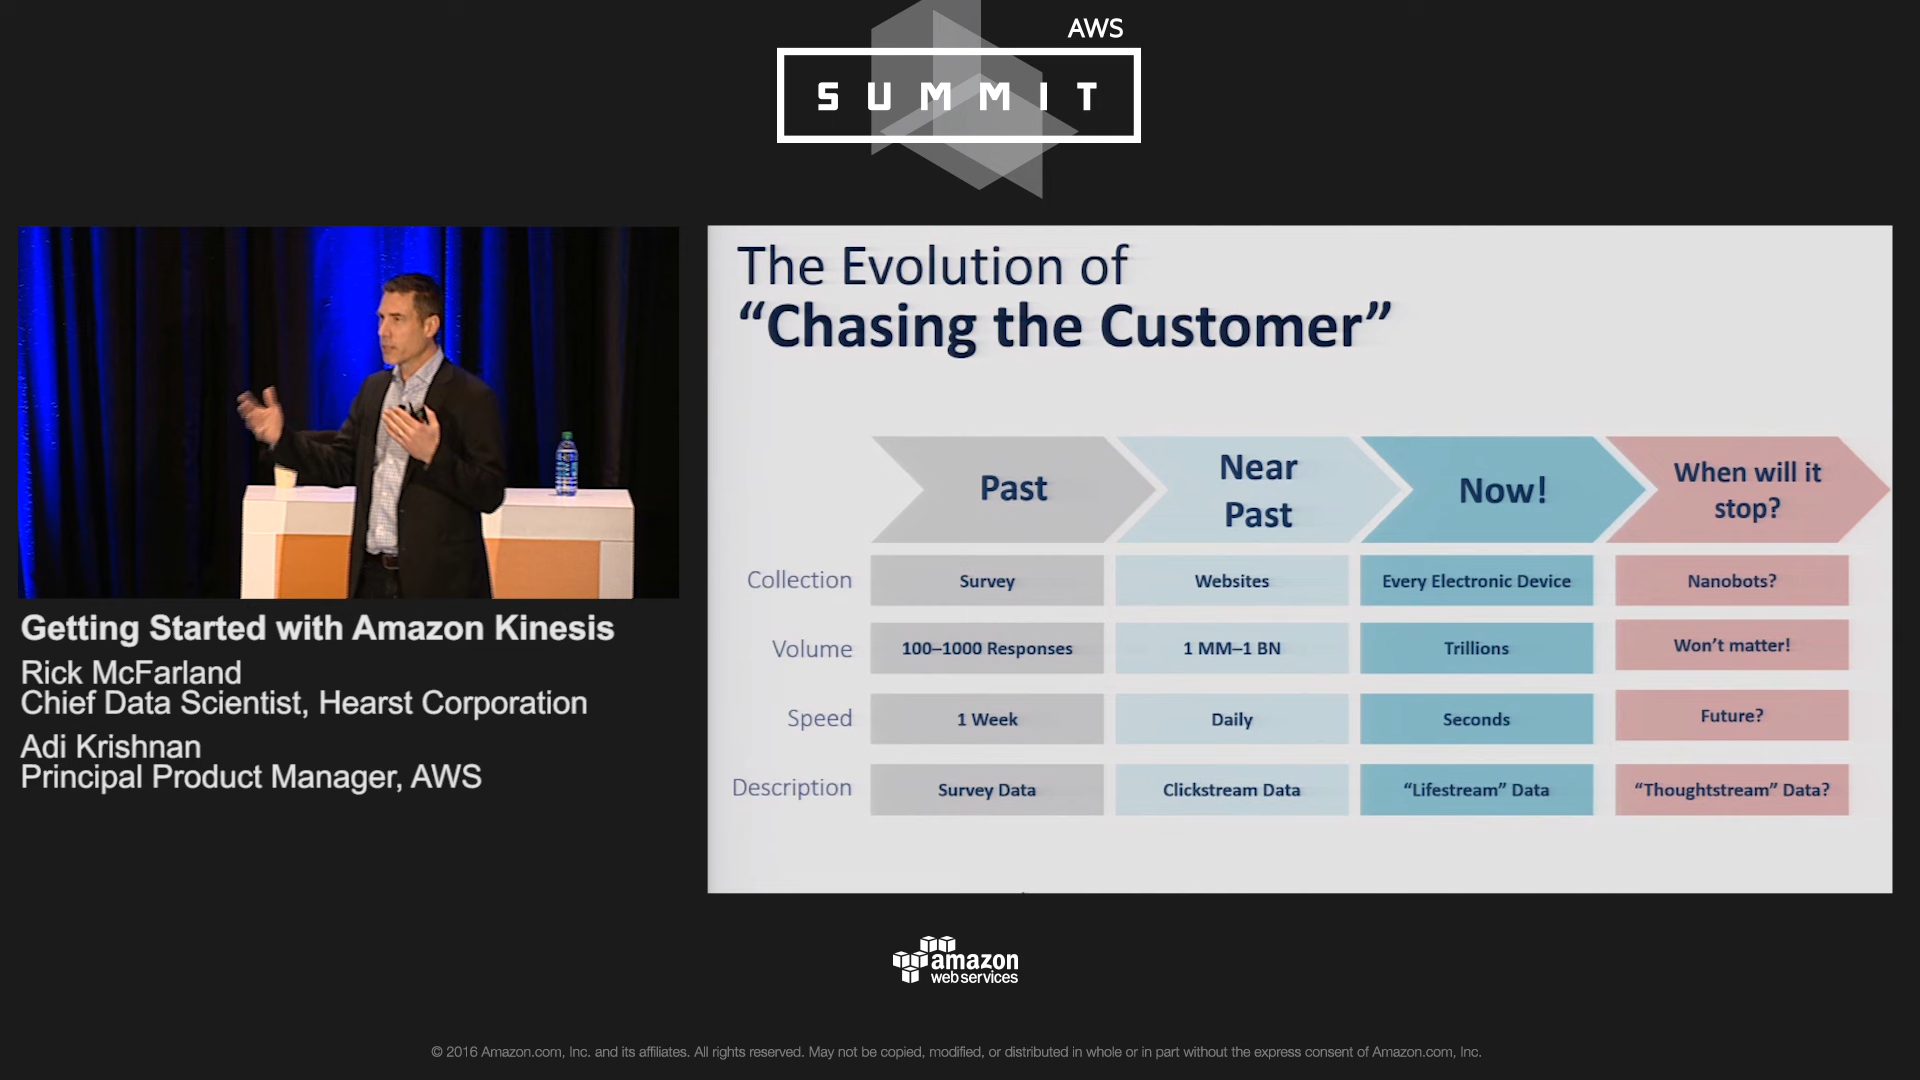 AWS
SUMMIT
Getting Started with Amazon Kinesis
Rick McFarland
Chief Data Scientist, Hearst Corporation
Adi Krishnan
Principal Product Manager, AWS
The Evolution of
“Chasing the Customer”
Past
Near
Past
Now!
When will it
stop?
Collection Survey Websites Every Electronic Device Nanobots?
Volume 100–1000 Responses 1 MM–1 BN Trillions Won’t matter!
Speed 1 Week Daily Seconds Future?
Description Survey Data Clickstream Data “Lifestream” Data “Thoughtstream” Data?
amazon
web services
© 2016 Amazon.com, Inc. and its affiliates. All rights reserved. May not be copied, modified, or distributed in whole or in part without the express consent of Amazon.com, Inc.